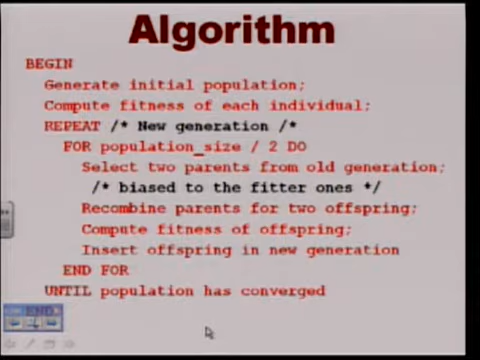 Algorithm
BEGIN
Generate initial population;
Compute fitness of each individual;
REPEAT /* New generation /*
FOR population_size / 2 DO
Select two parents from old generation;
/* biased to the fitter ones */
Recombine parents for two offspring;
Compute fitness of offspring;
Insert offspring in new generation
END FOR
UNTIL population has converged
END